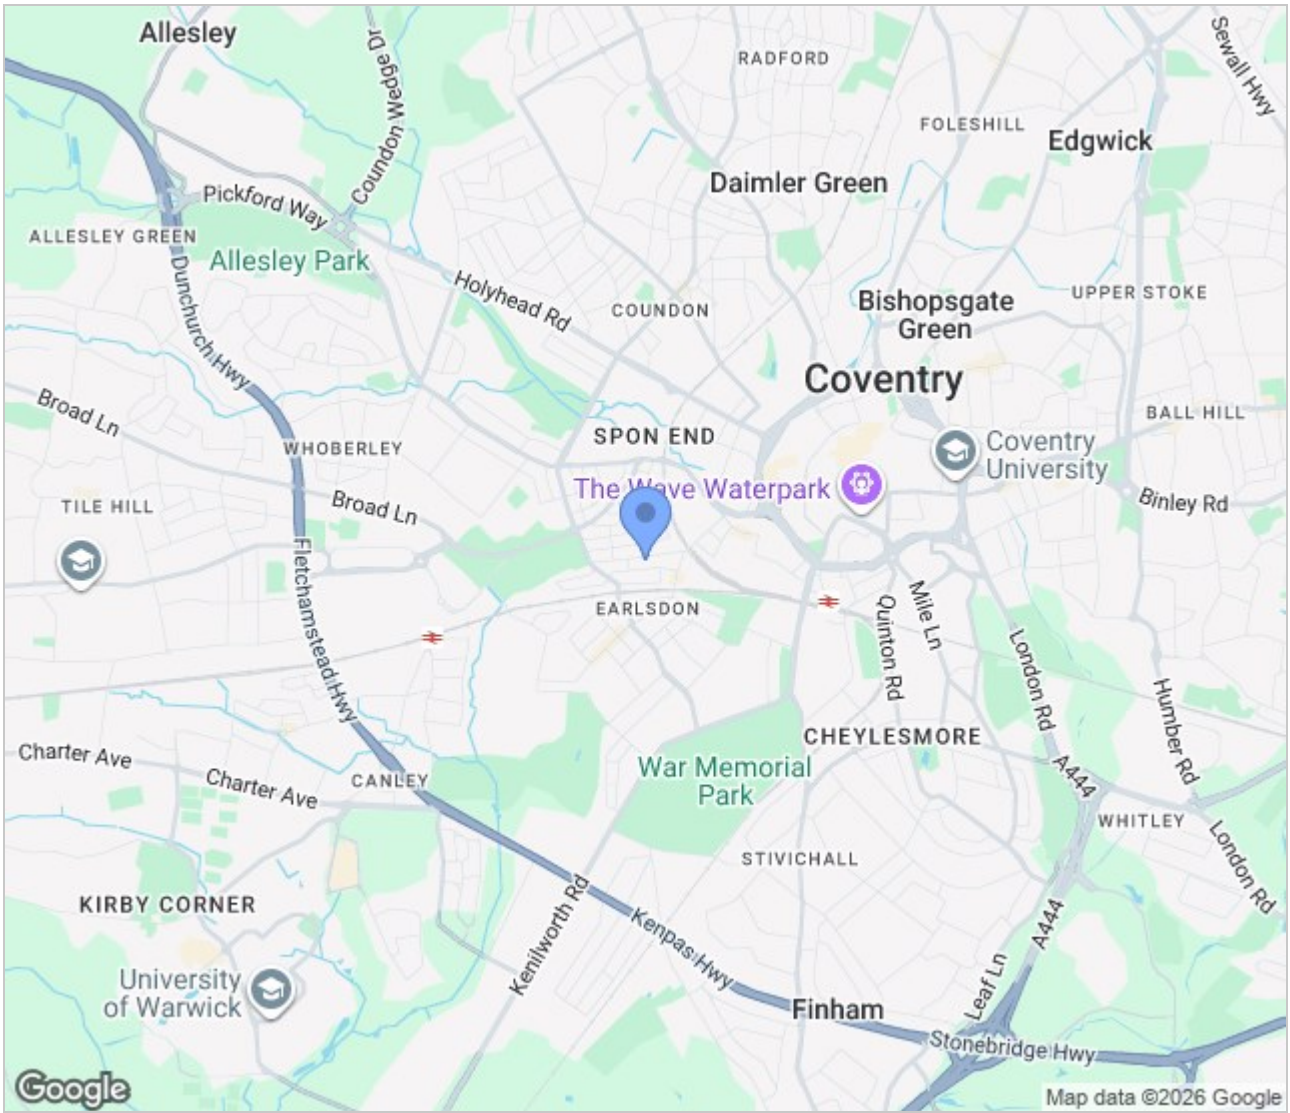 Allesley
Coundon Wedge Dr
Sewall Hwy
RADFORD
FOLESHILL
Edgwick
Daimler Green
Pickford Way
ALLESLEY GREEN
Allesley Park
Dunchurch Hwy
Holyhead Rd
COUNDON
Bishopsgate
Green
UPPER STOKE
Coventry
Broad Ln
BALL HILL
WHOBERLEY
SPON END
Coventry
University
The Wave Waterpark
TILE HILL
Broad Ln
Binley Rd
Fletchamstead Hwy
EARLSDON
Mile Ln
Quinton Rd
London Rd
Humber Rd
CHEYLESMORE
Charter Ave
Charter Ave
CANLEY
War Memorial
Park
A444
WHITLEY
London Rd
STIVICHALL
KIRBY CORNER
Kenilworth Rd
Kenpas Hwy
A444
University
of Warwick
Leaf Ln
Finham
Stonebridge Hwy
Google
Map data ©2026 Google